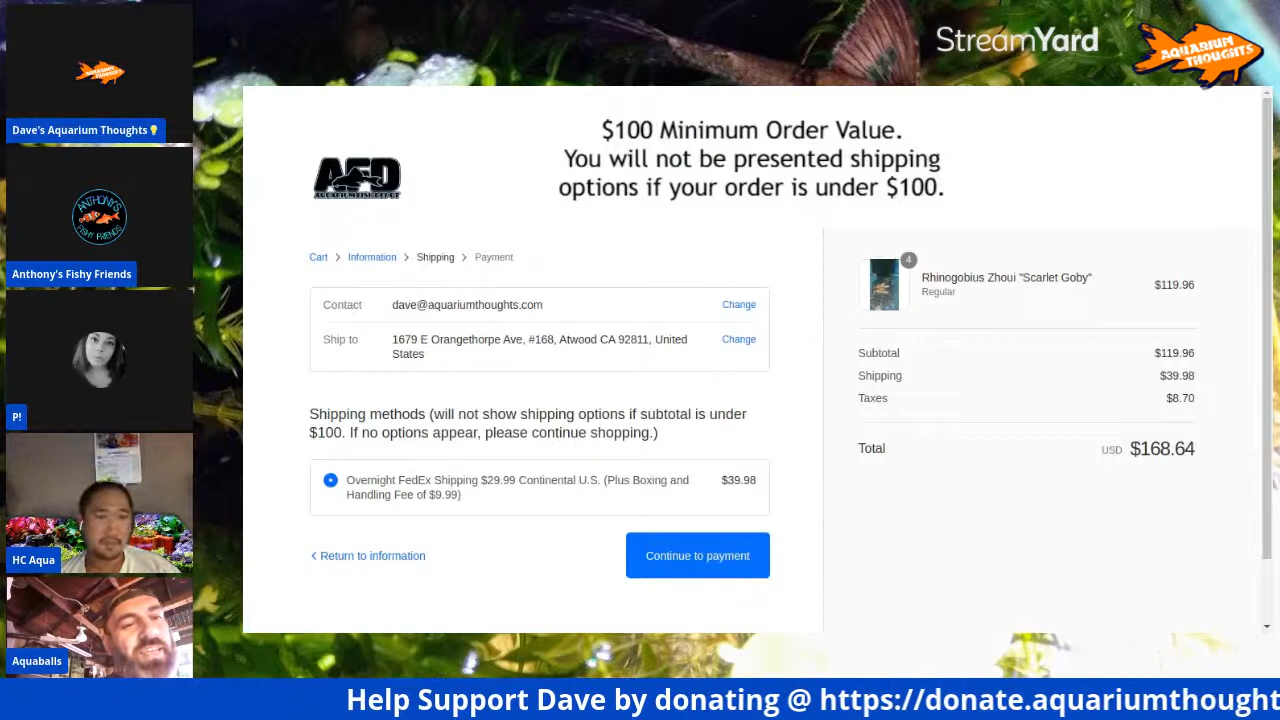 StreamYard
AQUARIUM
THOUGHTS
AQUARIUM
THOUGHTS
Dave's Aquarium Thoughts💡
ANTHONY'S
FISHY FRIENDS
Anthony's Fishy Friends
P!
HC Aqua
Aquaballs
$100 Minimum Order Value.
You will not be presented shipping
options if your order is under $100.
AFD
AQUARIUMFISHDEPOT
Cart > Information > Shipping > Payment
Contact dave@aquariumthoughts.com Change
Ship to 1679 E Orangethorpe Ave, #168, Atwood CA 92811, United Change
States
Shipping methods (will not show shipping options if subtotal is under
$100. If no options appear, please continue shopping.)
Overnight FedEx Shipping $29.99 Continental U.S. (Plus Boxing and $39.98
Handling Fee of $9.99)
< Return to information
Continue to payment
4
Rhinogobius Zhoui "Scarlet Goby" $119.96
Regular
Subtotal $119.96
Shipping $39.98
Taxes $8.70
Total USD $168.64
Help Support Dave by donating @ https://donate.aquariumthought